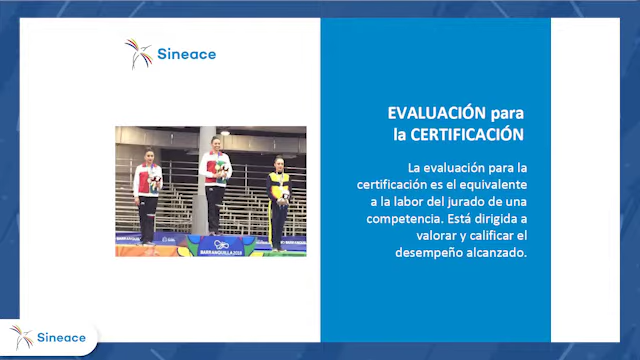 Sineace
EVALUACIÓN para
la CERTIFICACIÓN
La evaluación para la
certificación es el equivalente
a la labor del jurado de una
competencia. Está dirigida a
valorar y calificar el
desempeño alcanzado.
BARRANQUILLA 2018
Sineace